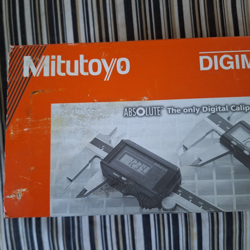 Mitutoyo
DIGIM
ABSOLUTE The only Digital Calip